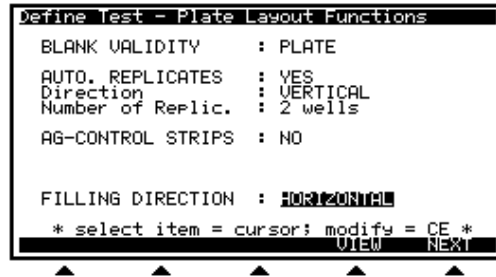 Define Test - Plate Layout Functions
BLANK VALIDITY : PLATE
AUTO. REPLICATES : YES
Direction : VERTICAL
Number of Replic. : 2 wells
AG-CONTROL STRIPS : NO
FILLING DIRECTION : HORIZONTAL
* select item = cursor; modify = CE *
VIEW NEXT